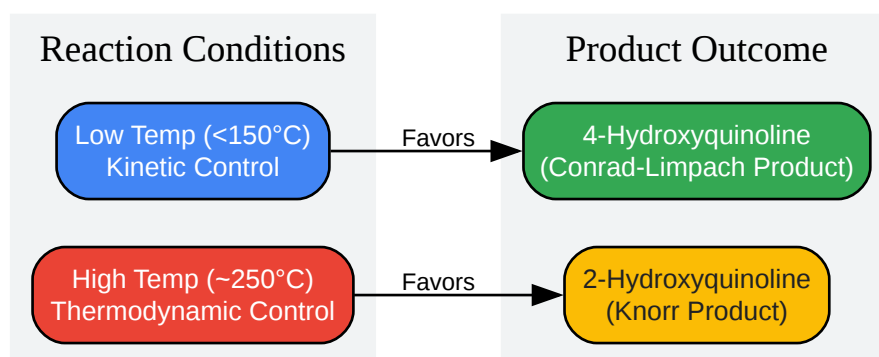 Reaction Conditions
Product Outcome
Low Temp (<150°C)
Kinetic Control
Favors
4-Hydroxyquinoline
(Conrad-Limpach Product)
High Temp (~250°C)
Thermodynamic Control
Favors
2-Hydroxyquinoline
(Knorr Product)